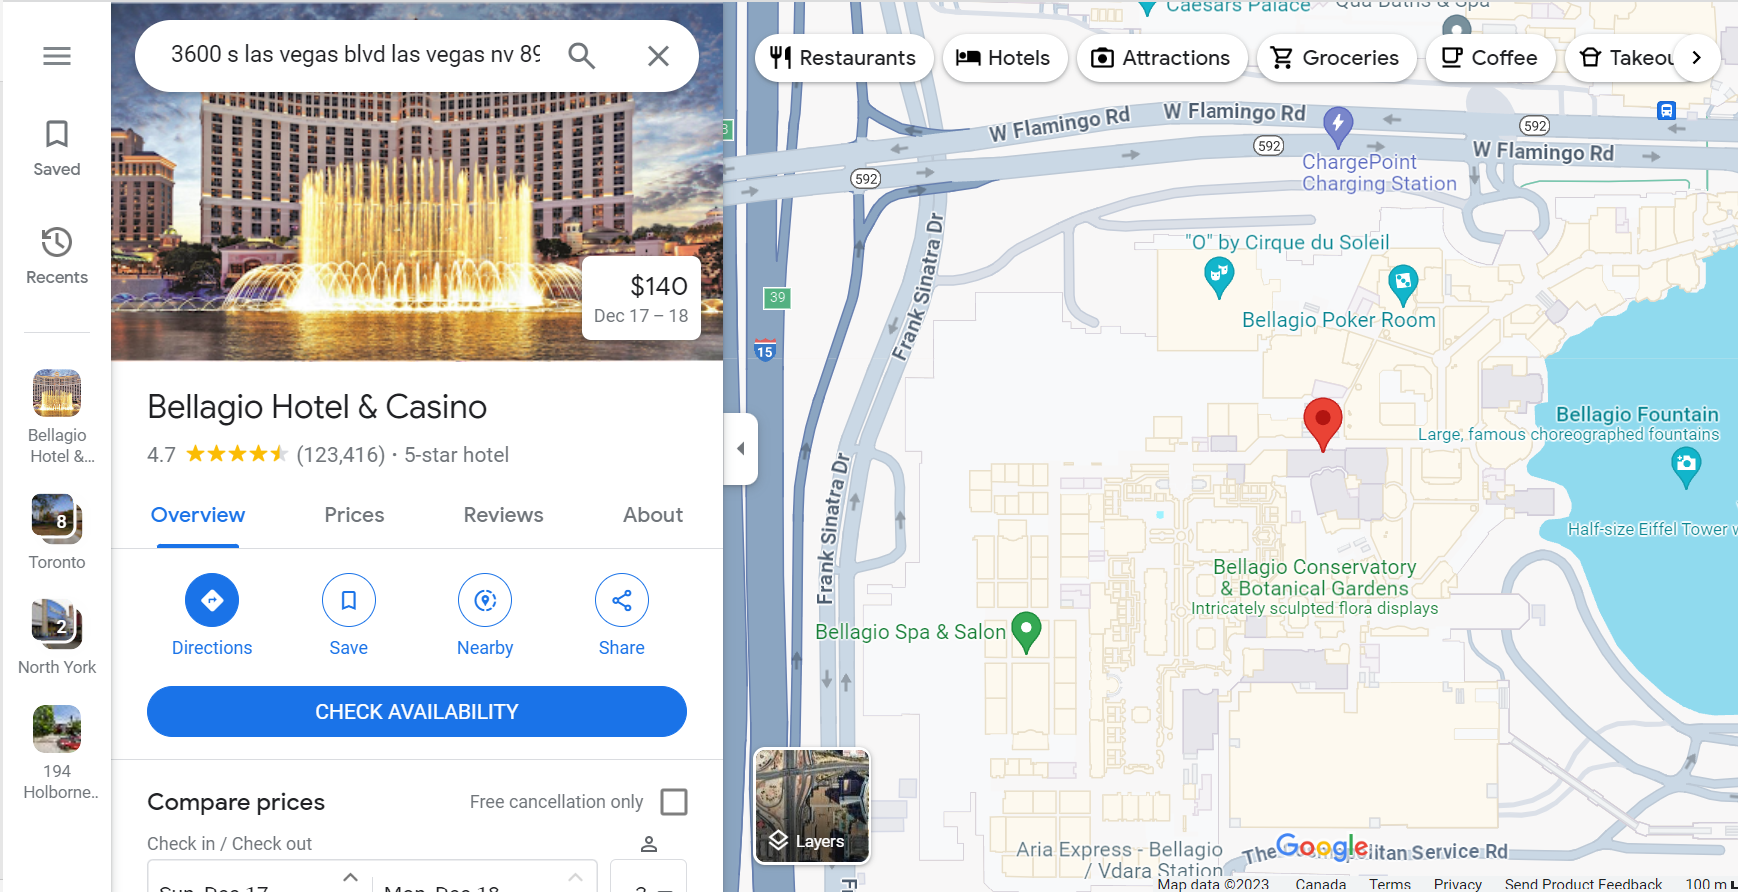 3600 s las vegas blvd las vegas nv 89
Saved
Recents
Bellagio
Hotel &...
8
Toronto
2
North York
194
Holborne..
$140
Dec 17 – 18
Bellagio Hotel & Casino
4.7 (123,416) · 5-star hotel
Overview Prices Reviews About
Directions Save Nearby Share
CHECK AVAILABILITY
Compare prices Free cancellation only
Check in / Check out
Sun, Dec 17 Mon, Dec 18 2
Restaurants Hotels Attractions Groceries Coffee Takeou
Caesars Palace
Qua Baths & Spa
W Flamingo Rd
W Flamingo Rd
592
592
592
W Flamingo Rd
ChargePoint
Charging Station
Frank Sinatra Dr
"O" by Cirque du Soleil
39
Bellagio Poker Room
15
Bellagio Fountain
Large, famous choreographed fountains
Frank Sinatra Dr
Half-size Eiffel Tower
Bellagio Conservatory
& Botanical Gardens
Intricately sculpted flora displays
Bellagio Spa & Salon
Layers
Aria Express - Bellagio
/ Vdara Station
Google
The Cosmopolitan Service Rd
Map data ©2023 Canada Terms Privacy Send Product Feedback 100 m